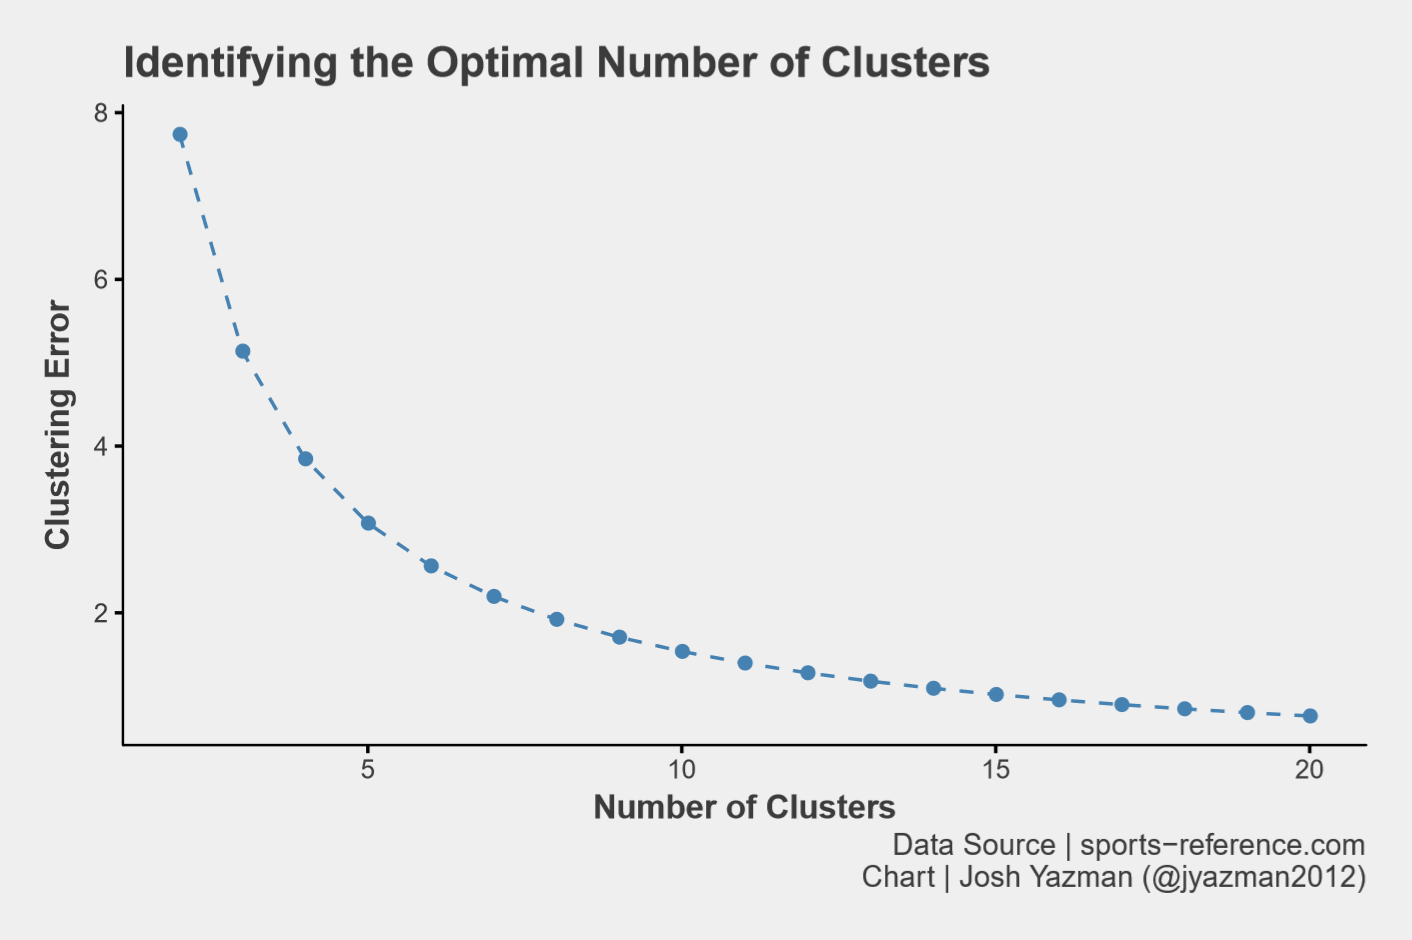 Identifying the Optimal Number of Clusters
8
6
4
2
Clustering Error
5 10 15 20
Number of Clusters
Data Source | sports−reference.com
Chart | Josh Yazman (@jyazman2012)